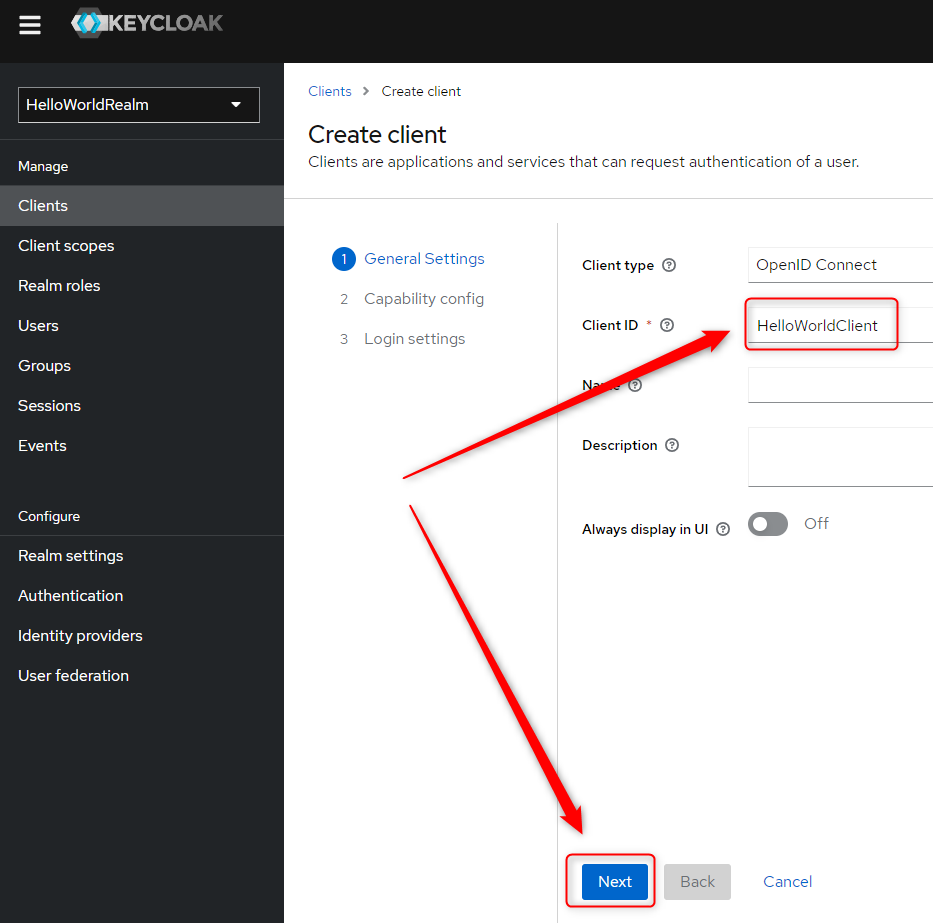 KEYCLOAK
HelloWorldRealm
Manage
Clients
Client scopes
Realm roles
Users
Groups
Sessions
Events
Configure
Realm settings
Authentication
Identity providers
User federation
Clients > Create client
Create client
Clients are applications and services that can request authentication of a user.
1 General Settings
2 Capability config
3 Login settings
Client type ? OpenID Connect
Client ID * ? HelloWorldClient
Name ?
Description ?
Always display in UI ? Off
Next Back Cancel